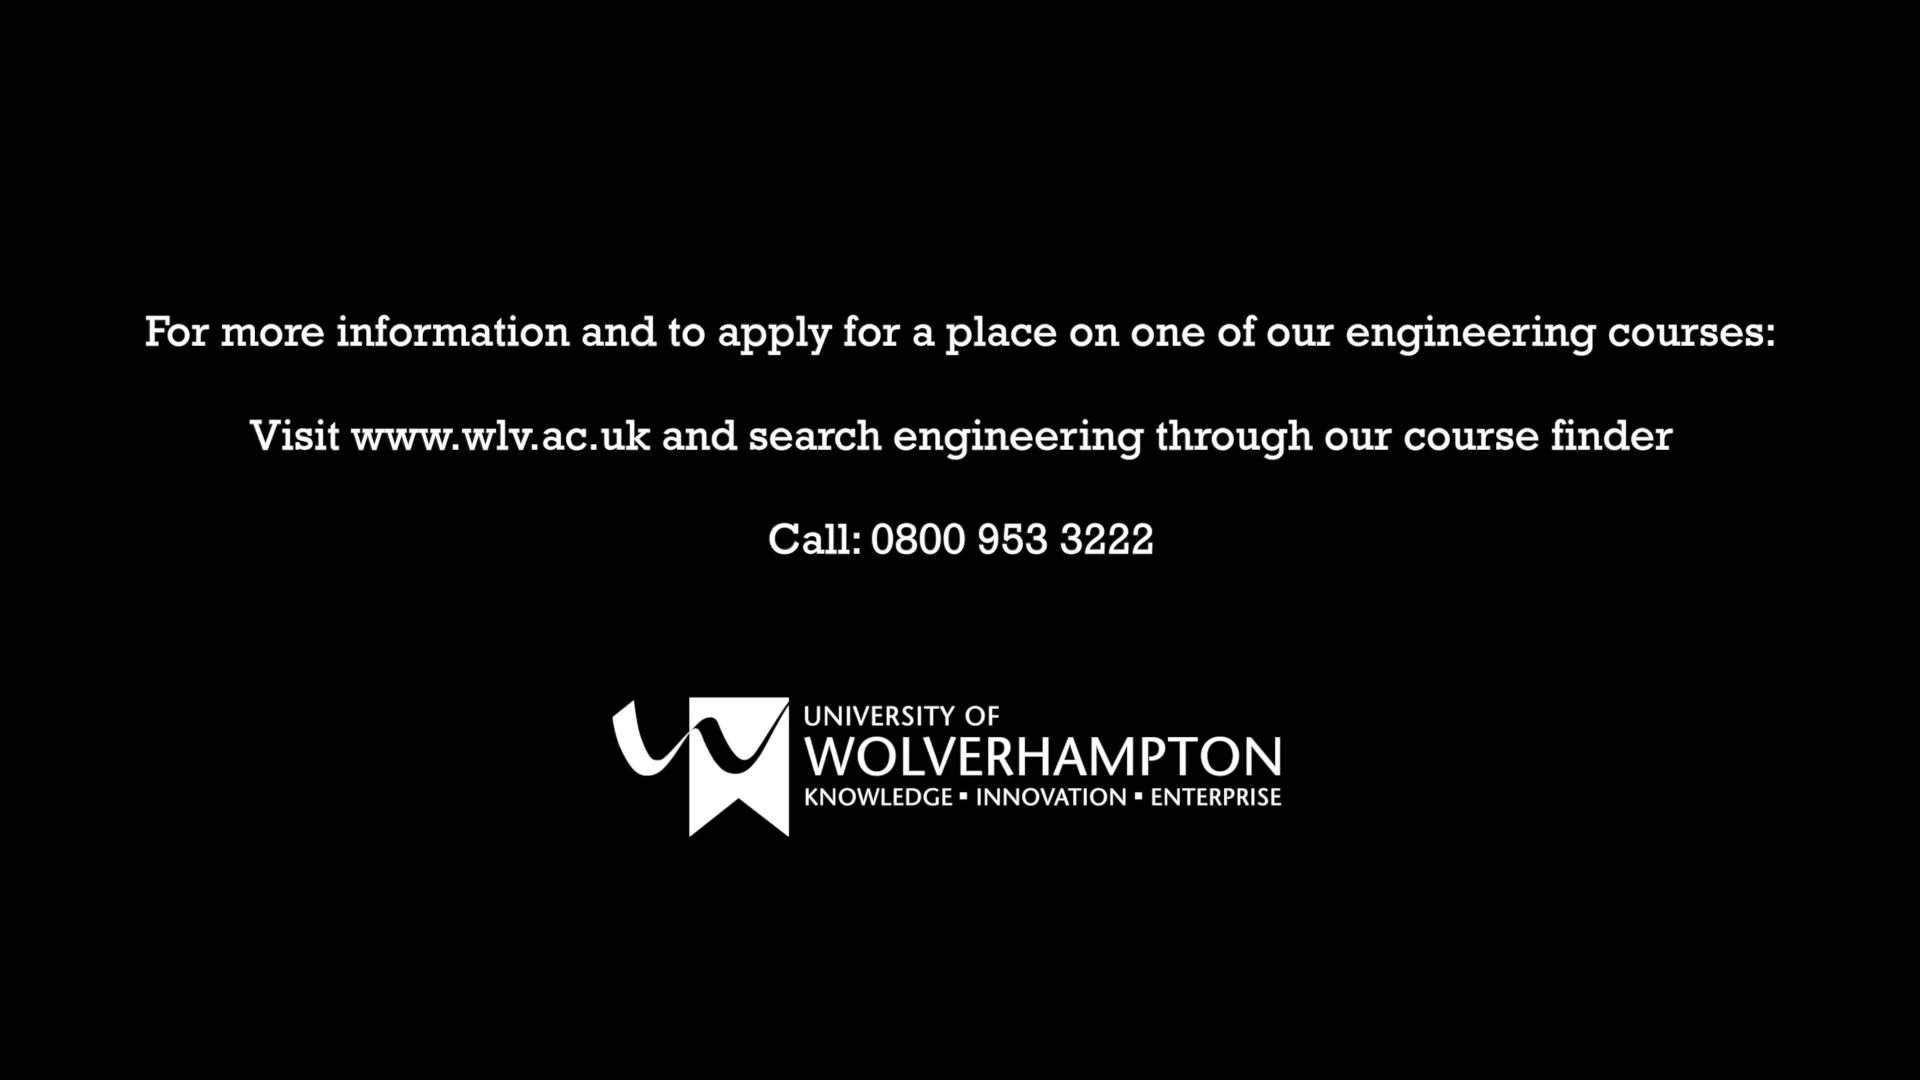 For more information and to apply for a place on one of our engineering courses:
Visit www.wlv.ac.uk and search engineering through our course finder
Call: 0800 953 3222
UNIVERSITY OF
WOLVERHAMPTON
KNOWLEDGE ▪ INNOVATION ▪ ENTERPRISE